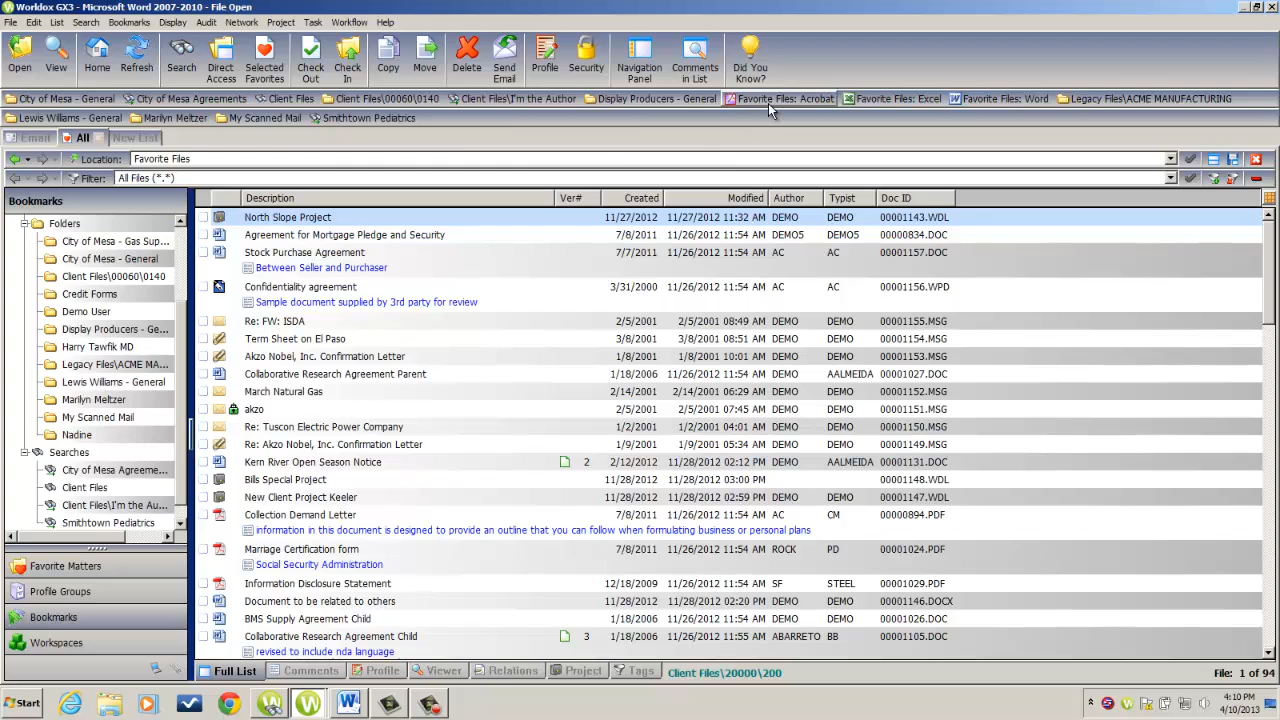 Worldox GX3 - Microsoft Word 2007-2010 - File Open
File Edit List Search Bookmarks Display Audit Network Project Task Workflow Help
Open View Home Refresh Search Direct Access Selected Favorites Check Out Check In Copy Move Delete Send Email Profile Security Navigation Panel Comments in List Did You Know?
City of Mesa - General City of Mesa Agreements Client Files Client Files\00060\0140 Client Files\I'm the Author Display Producers - General Favorite Files: Acrobat Favorite Files: Excel Favorite Files: Word Legacy Files\ACME MANUFACTURING
Lewis Williams - General Marilyn Meltzer My Scanned Mail Smithtown Pediatrics
Email All New List
Location: Favorite Files
Filter: All Files (*.*)
Bookmarks
Folders
City of Mesa - Gas Sup...
City of Mesa - General
Client Files\00060\0140
Credit Forms
Demo User
Display Producers - Ge...
Harry Tawfik MD
Legacy Files\ACME MA...
Lewis Williams - General
Marilyn Meltzer
My Scanned Mail
Nadine
Searches
City of Mesa Agreeme...
Client Files
Client Files\I'm the Au...
Smithtown Pediatrics
Favorite Matters
Profile Groups
Bookmarks
Workspaces
Description Ver# Created Modified Author Typist Doc ID
North Slope Project 11/27/2012 11/27/2012 11:32 AM DEMO DEMO 00001143.WDL
Agreement for Mortgage Pledge and Security 7/8/2011 11/26/2012 11:54 AM DEMO5 DEMO5 00000834.DOC
Stock Purchase Agreement 7/7/2011 11/26/2012 11:54 AM AC AC 00001157.DOC
Between Seller and Purchaser
Confidentiality agreement 3/31/2000 11/26/2012 11:54 AM AC AC 00001156.WPD
Sample document supplied by 3rd party for review
Re: FW: ISDA 2/5/2001 2/5/2001 08:49 AM DEMO DEMO 00001155.MSG
Term Sheet on El Paso 3/8/2001 3/8/2001 08:51 AM DEMO DEMO 00001154.MSG
Akzo Nobel, Inc. Confirmation Letter 1/8/2001 1/8/2001 10:01 AM DEMO DEMO 00001153.MSG
Collaborative Research Agreement Parent 1/18/2006 11/26/2012 11:54 AM DEMO AALMEIDA 00001027.DOC
March Natural Gas 2/14/2001 2/14/2001 06:29 AM DEMO DEMO 00001152.MSG
akzo 2/5/2001 2/5/2001 07:45 AM DEMO DEMO 00001151.MSG
Re: Tuscon Electric Power Company 1/2/2001 1/2/2001 04:01 AM DEMO DEMO 00001150.MSG
Re: Akzo Nobel, Inc. Confirmation Letter 1/9/2001 1/9/2001 05:34 AM DEMO DEMO 00001149.MSG
Kern River Open Season Notice 2 2/12/2012 11/28/2012 02:12 PM DEMO AALMEIDA 00001131.DOC
Bills Special Project 11/28/2012 11/28/2012 03:00 PM 00001148.WDL
New Client Project Keeler 11/28/2012 11/28/2012 02:59 PM DEMO DEMO 00001147.WDL
Collection Demand Letter 7/8/2011 11/26/2012 11:54 AM AC CM 00000894.PDF
information in this document is designed to provide an outline that you can follow when formulating business or personal plans
Marriage Certification form 7/8/2011 11/26/2012 11:54 AM ROCK PD 00001024.PDF
Social Security Administration
Information Disclosure Statement 12/18/2009 11/26/2012 11:54 AM SF STEEL 00001029.PDF
Document to be related to others 11/28/2012 11/28/2012 02:20 PM DEMO DEMO 00001146.DOCX
BMS Supply Agreement Child 1/18/2006 11/26/2012 11:54 AM DEMO DEMO 00001026.DOC
Collaborative Research Agreement Child 3 1/18/2006 11/26/2012 11:55 AM ABARRETO BB 00001105.DOC
revised to include nda language
Full List Comments Profile Viewer Relations Project Tags Client Files\20000\200 File: 1 of 94
Start 4:10 PM
4/10/2013